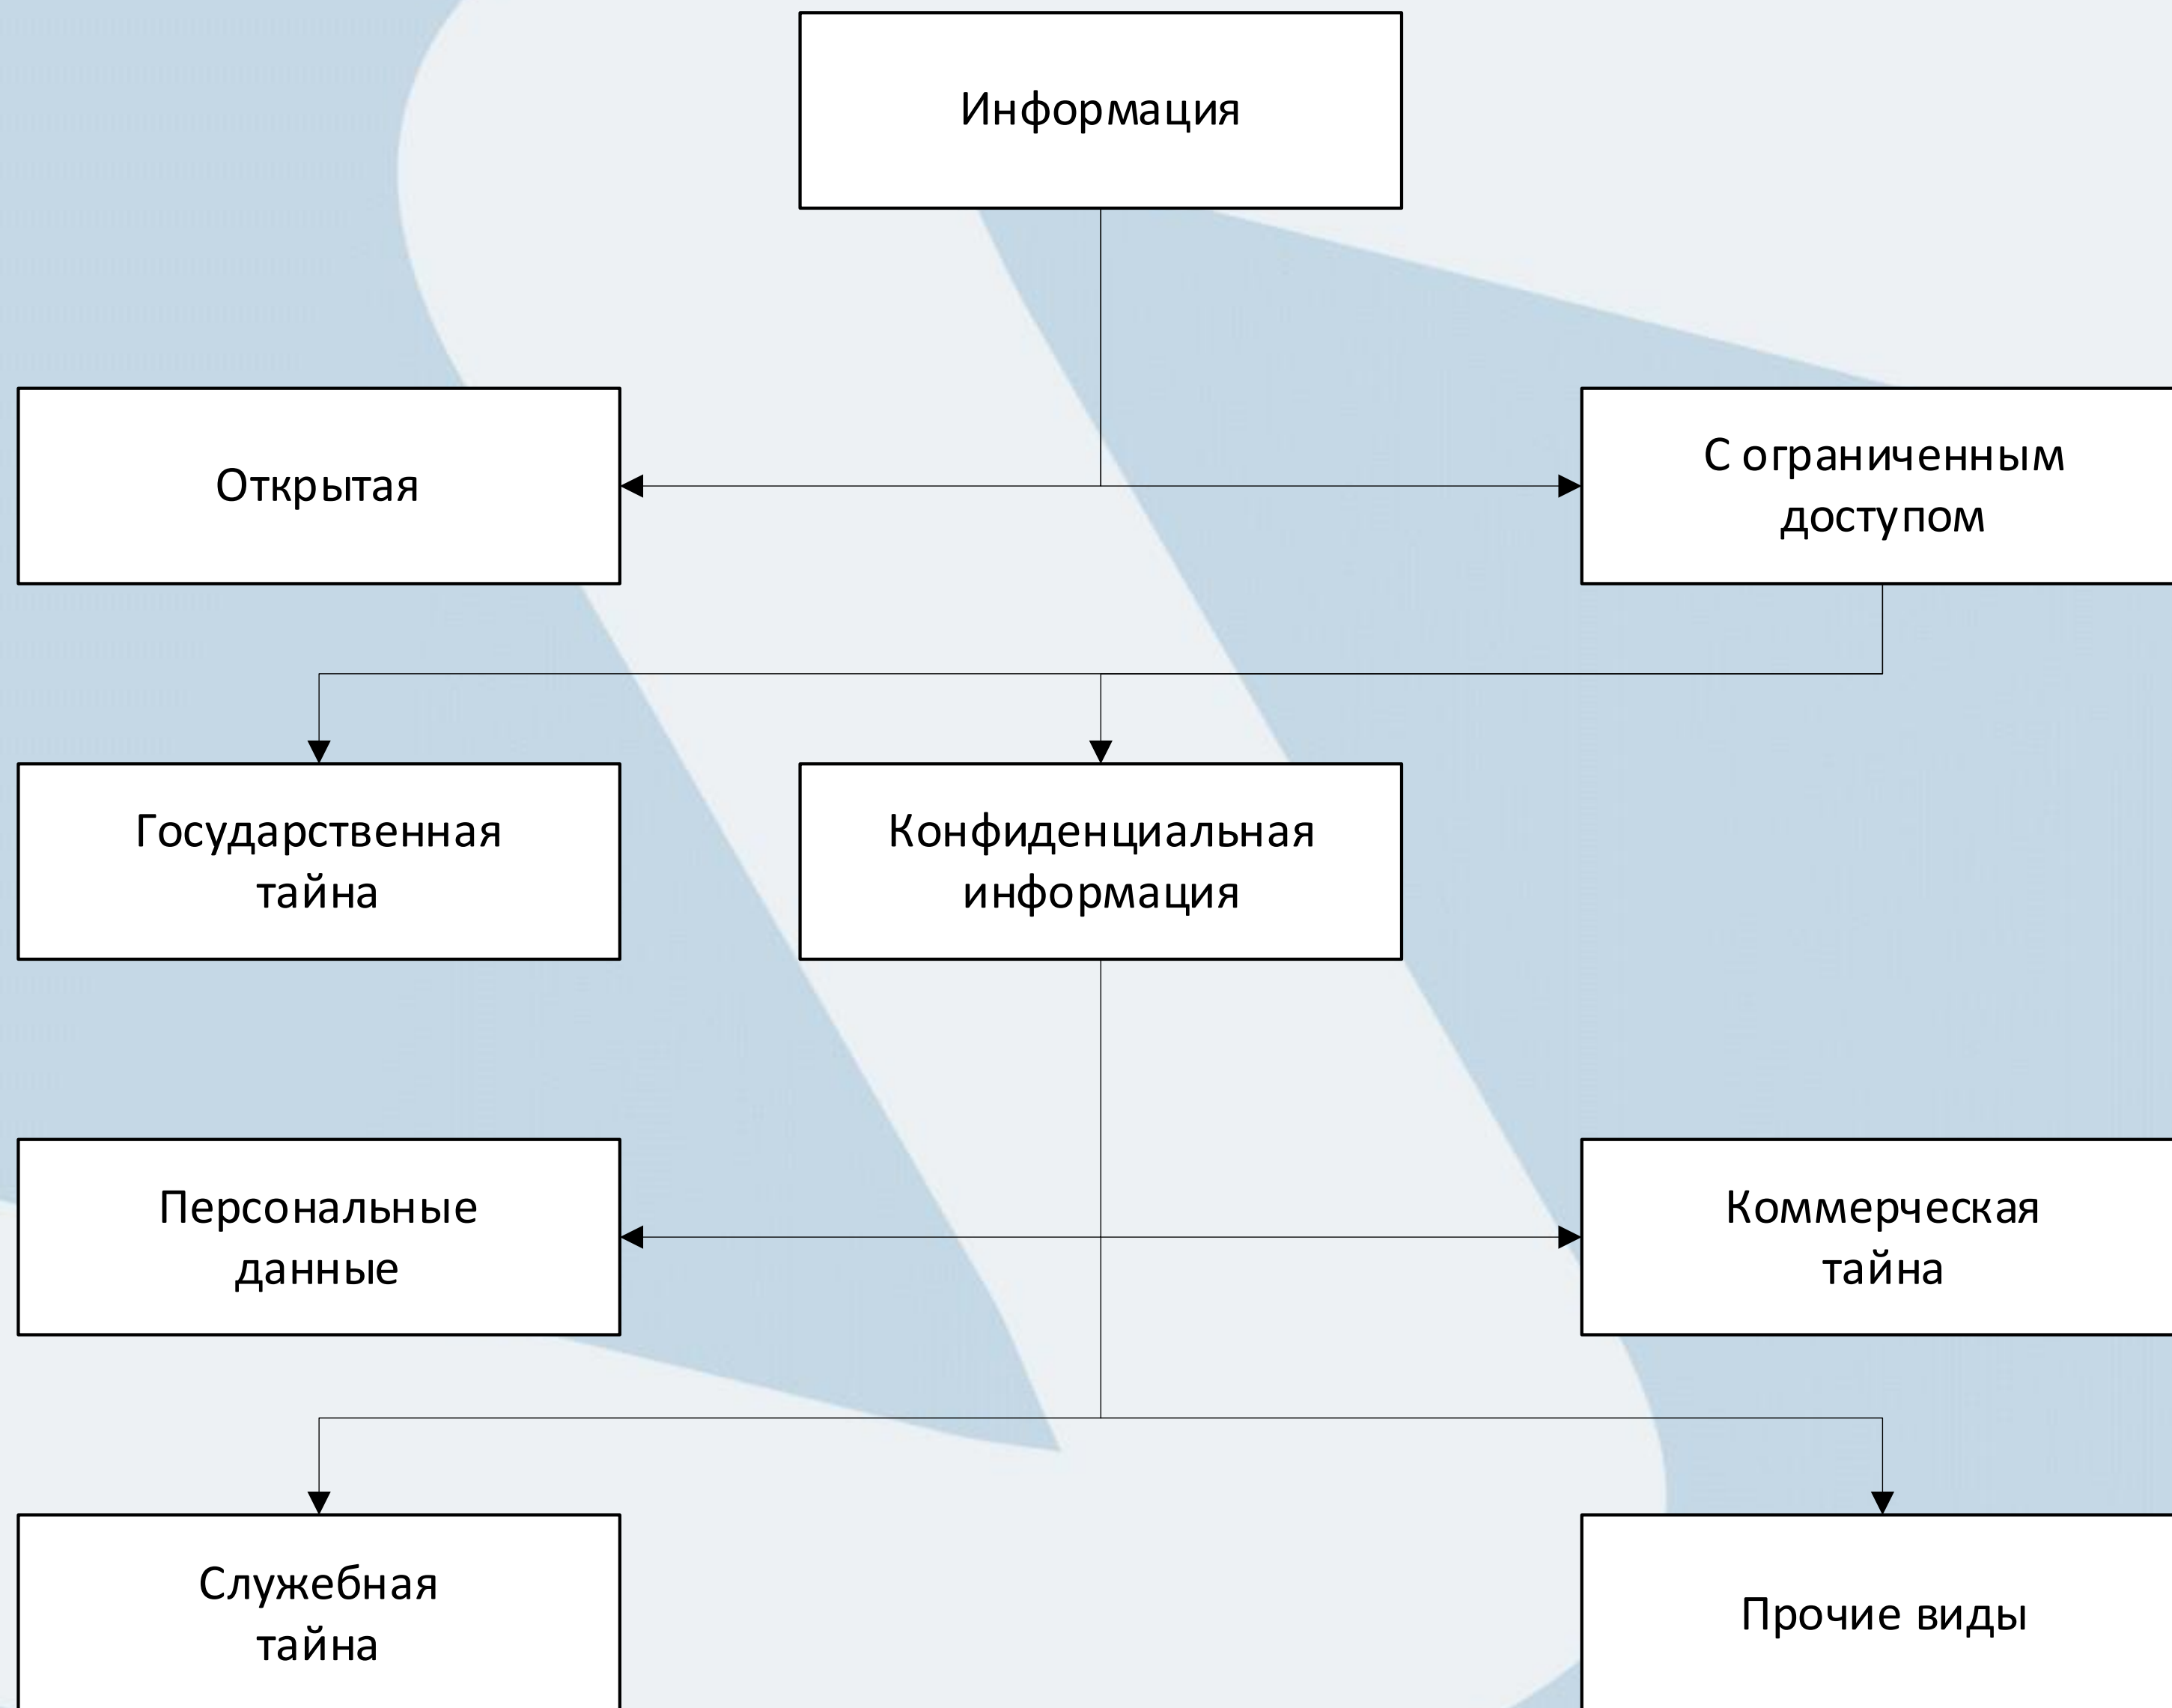 Информация
Открытая
С ограниченным
доступом
Государственная
тайна
Конфиденциальная
информация
Персональные
данные
Коммерческая
тайна
Служебная
тайна
Прочие виды